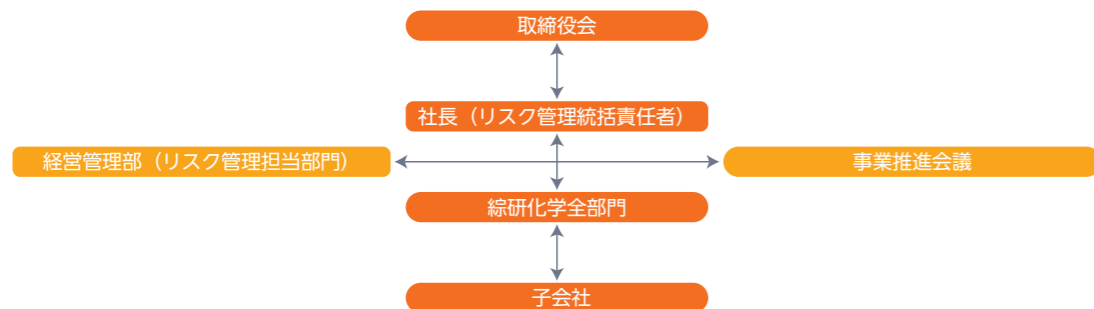 取締役会
社長（リスク管理統括責任者）
経営管理部（リスク管理担当部門）
事業推進会議
綜研化学全部門
子会社